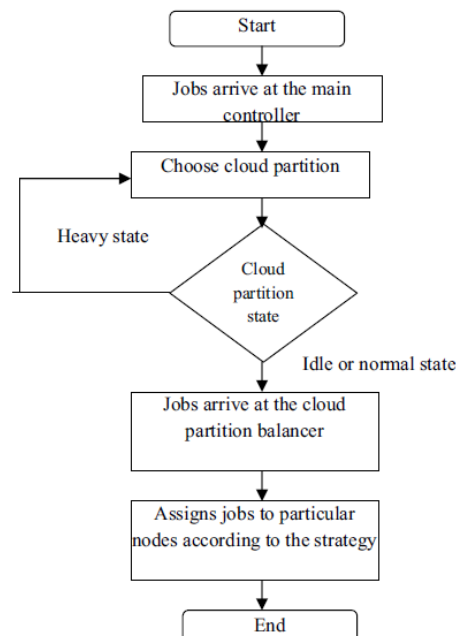 Start
Jobs arrive at the main
controller
Choose cloud partition
Heavy state
Cloud
partition
state
Idle or normal state
Jobs arrive at the cloud
partition balancer
Assigns jobs to particular
nodes according to the strategy
End